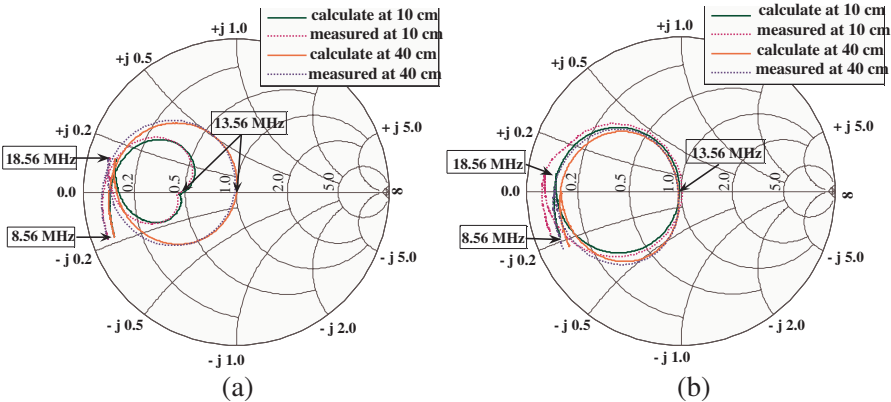 calculate at 10 cm
measured at 10 cm
calculate at 40 cm
measured at 40 cm
+j 1.0
+j 0.5
13.56 MHz
+j 0.2
+ j 5.0
18.56 MHz
0.0
0.2
0.5
1.0
2.0
5.0
8
8.56 MHz
- j 0.2
- j 5.0
- j 0.5
- j 2.0
- j 1.0
(a)
calculate at 10 cm
measured at 10 cm
calculate at 40 cm
measured at 40 cm
+j 1.0
+j 0.5
13.56 MHz
+j 0.2
+ j 5.0
18.56 MHz
0.0
0.2
0.5
1.0
2.0
5.0
8
8.56 MHz
- j 0.2
- j 5.0
- j 0.5
- j 2.0
- j 1.0
(b)